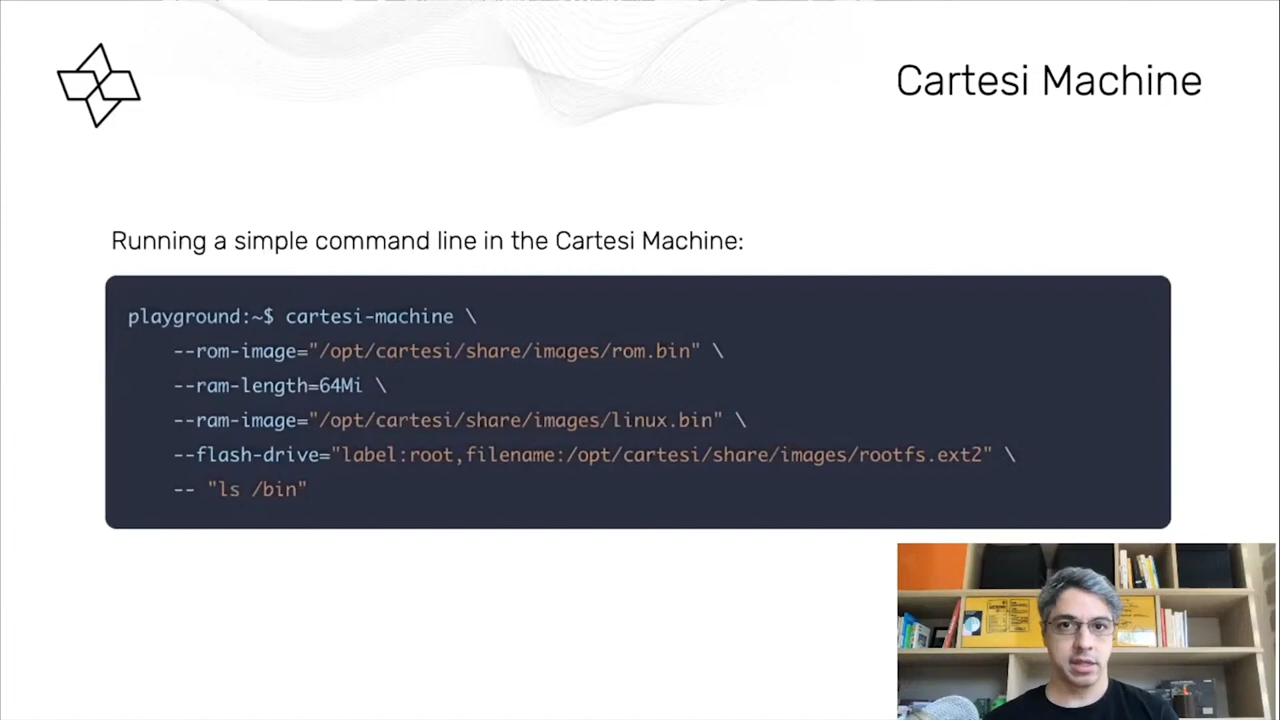 Cartesi Machine
Running a simple command line in the Cartesi Machine:
playground:~$ cartesi-machine \
--rom-image="/opt/cartesi/share/images/rom.bin" \
--ram-length=64Mi \
--ram-image="/opt/cartesi/share/images/linux.bin" \
--flash-drive="label:root,filename:/opt/cartesi/share/images/rootfs.ext2" \
-- "ls /bin"